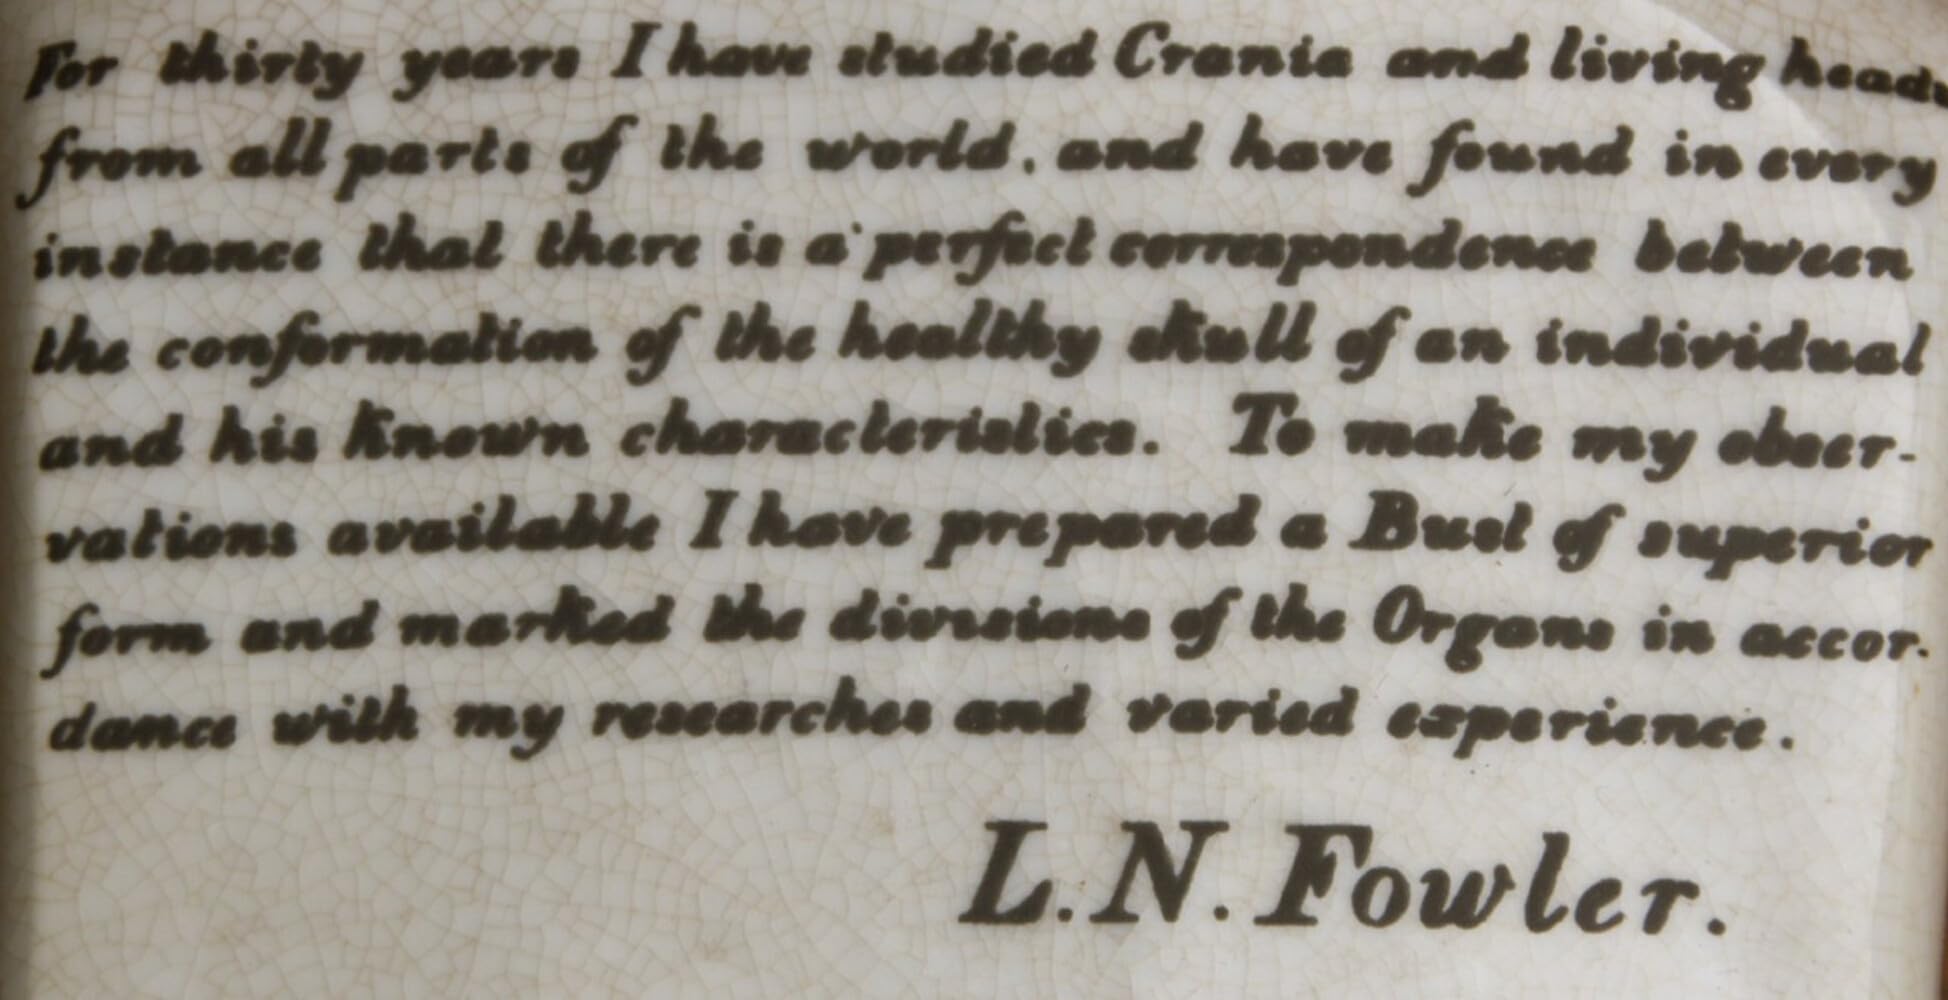 For thirty years I have studied Crania and living heads
from all parts of the world, and have found in every
instance that there is a perfect correspondence between
the conformation of the healthy skull of an individual
and his known characteristics. To make my obser-
vations available I have prepared a Bust of superior
form and marked the divisions of the Organs in accor-
dance with my researches and varied experience.
L.N. Fowler.